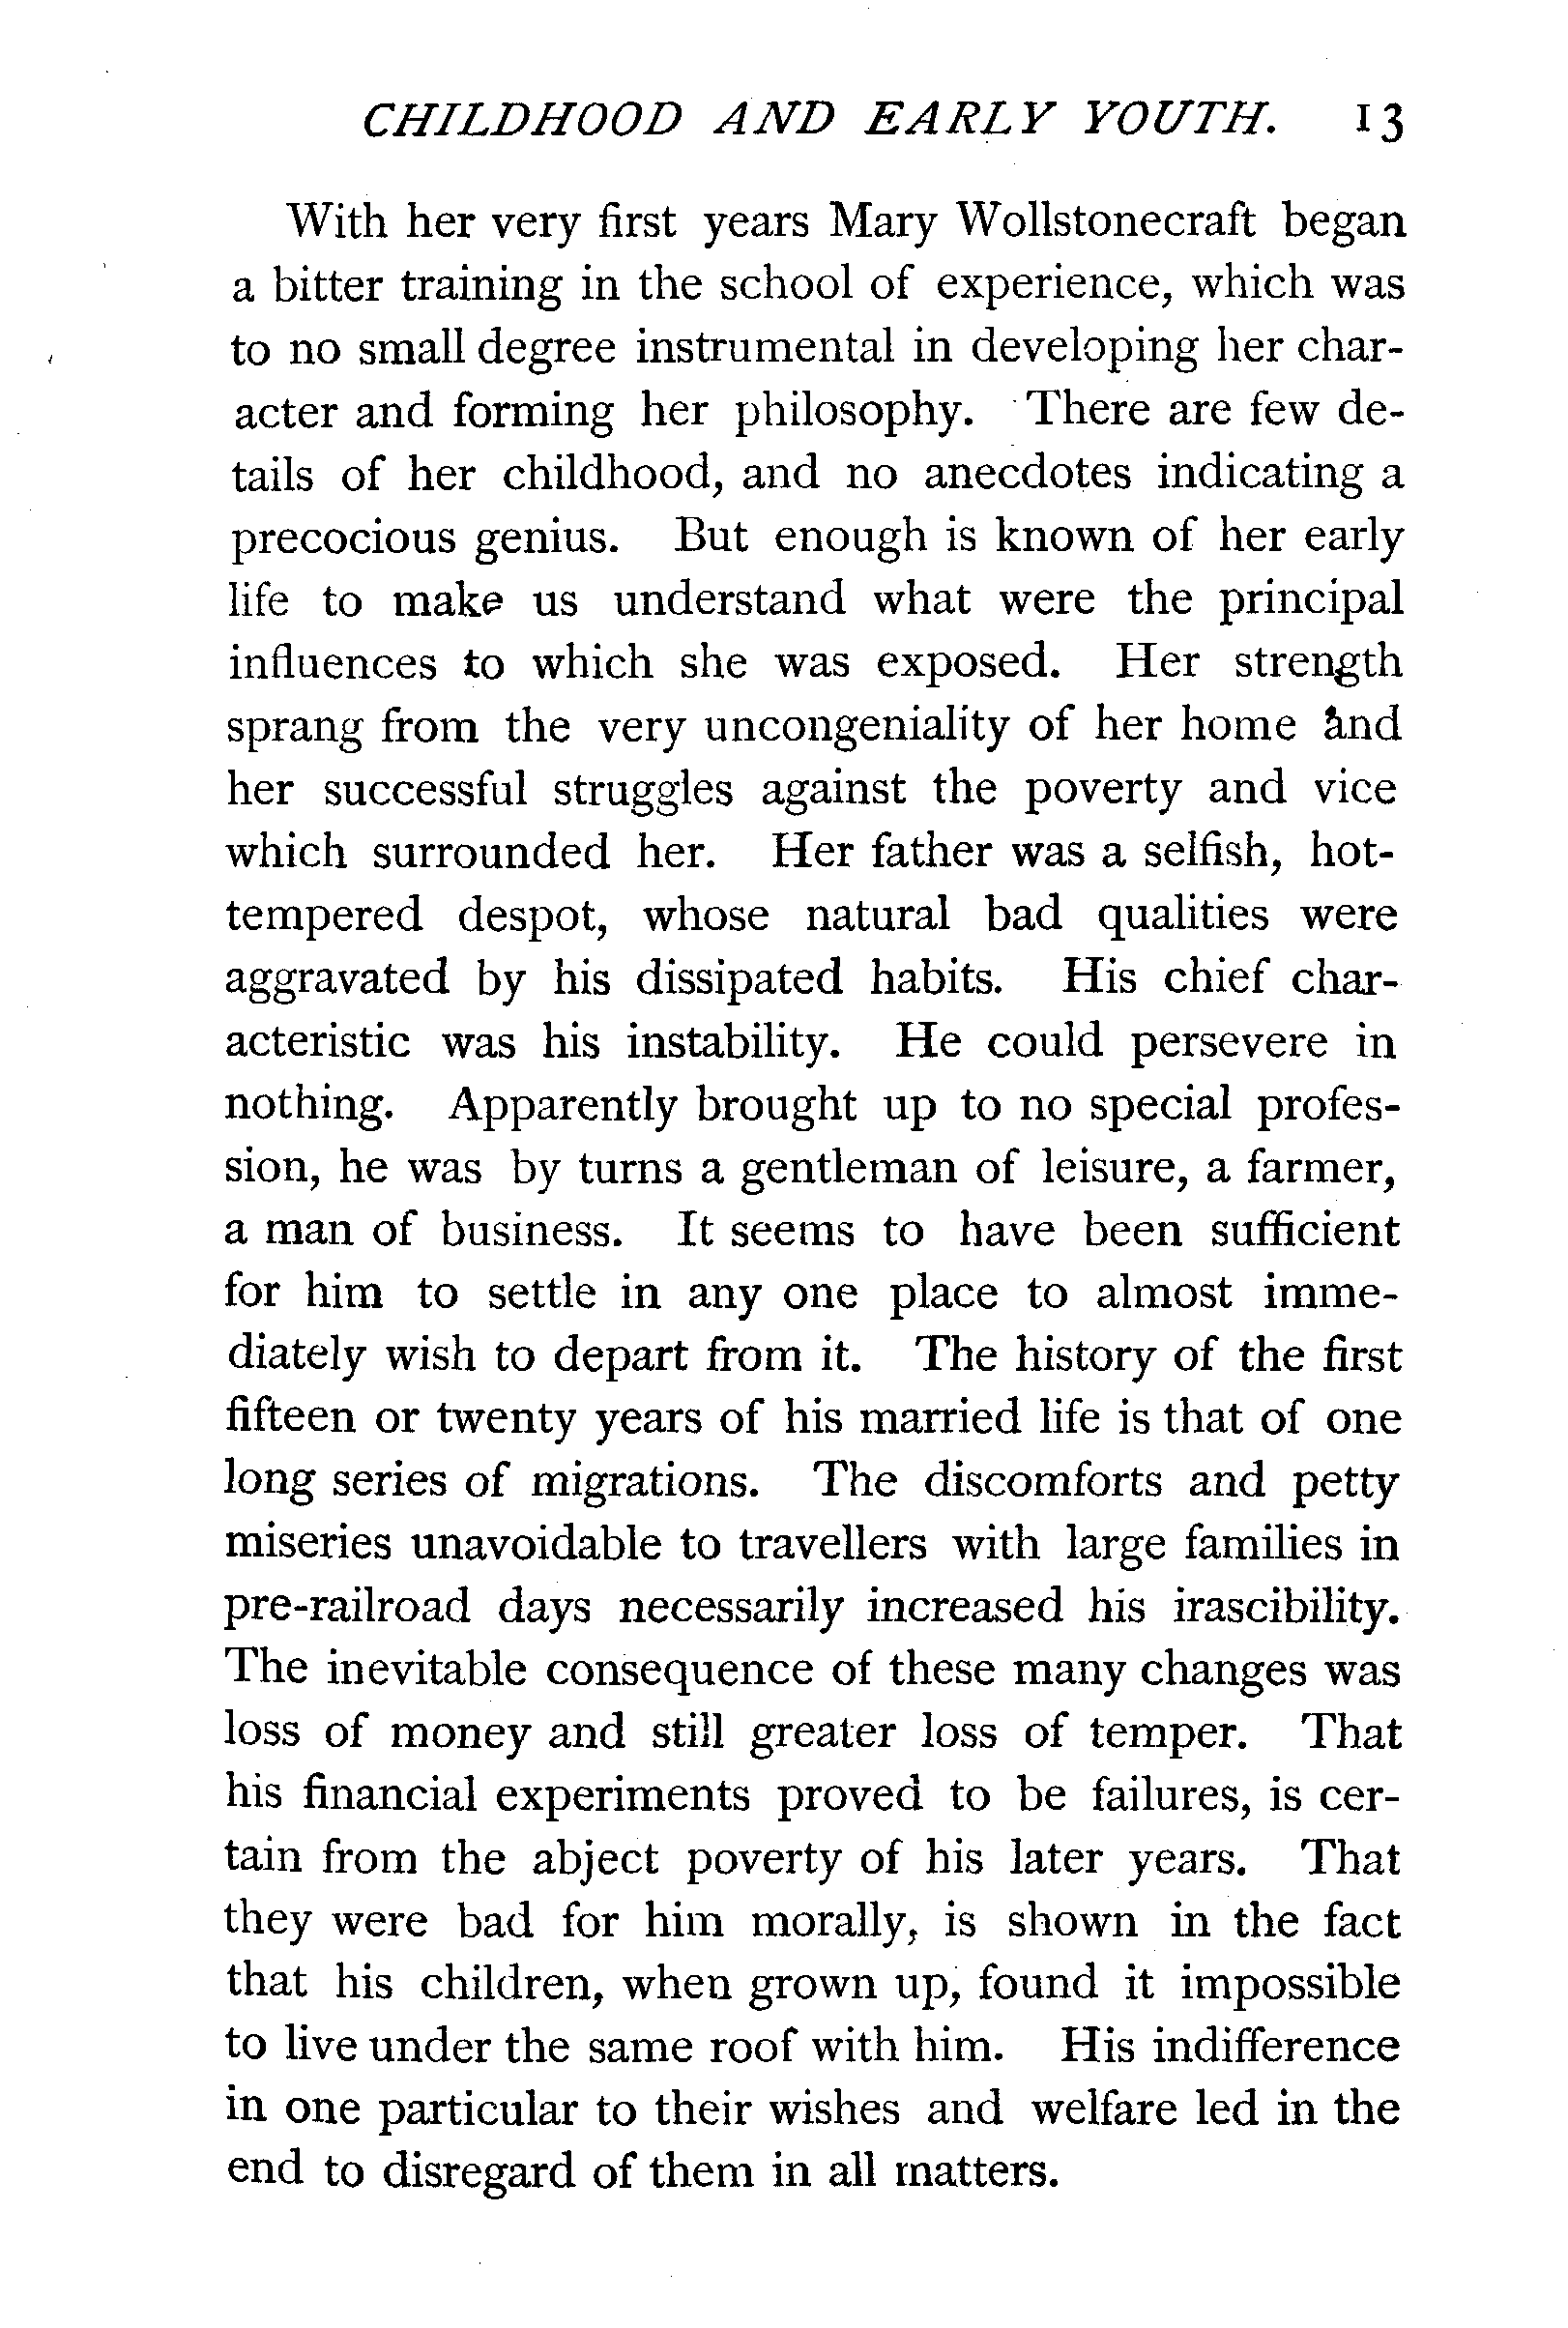 CHILDHOOD AND EARLY YOUTH. 13
With her very first years Mary Wollstonecraft began
a bitter training in the school of experience, which was
to no small degree instrumental in developing her char-
acter and forming her philosophy. There are few de-
tails of her childhood, and no anecdotes indicating a
precocious genius. But enough is known of her early
life to make us understand what were the principal
influences to which she was exposed. Her strength
sprang from the very uncongeniality of her home and
her successful struggles against the poverty and vice
which surrounded her. Her father was a selfish, hot-
tempered despot, whose natural bad qualities were
aggravated by his dissipated habits. His chief char-
acteristic was his instability. He could persevere in
nothing. Apparently brought up to no special profes-
sion, he was by turns a gentleman of leisure, a farmer,
a man of business. It seems to have been sufficient
for him to settle in any one place to almost imme-
diately wish to depart from it. The history of the first
fifteen or twenty years of his married life is that of one
long series of migrations. The discomforts and petty
miseries unavoidable to travellers with large families in
pre-railroad days necessarily increased his irascibility.
The inevitable consequence of these many changes was
loss of money and still greater loss of temper. That
his financial experiments proved to be failures, is cer-
tain from the abject poverty of his later years. That
they were bad for him morally, is shown in the fact
that his children, when grown up, found it impossible
to live under the same roof with him. His indifference
in one particular to their wishes and welfare led in the
end to disregard of them in all matters.